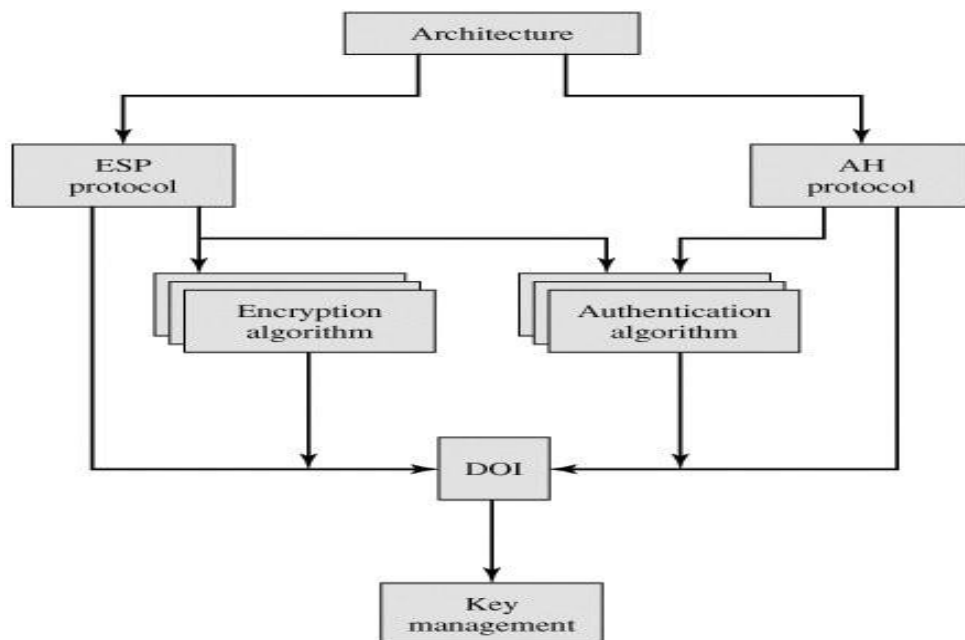 Architecture
ESP
protocol
AH
protocol
Encryption
algorithm
Authentication
algorithm
DOI
Key
management